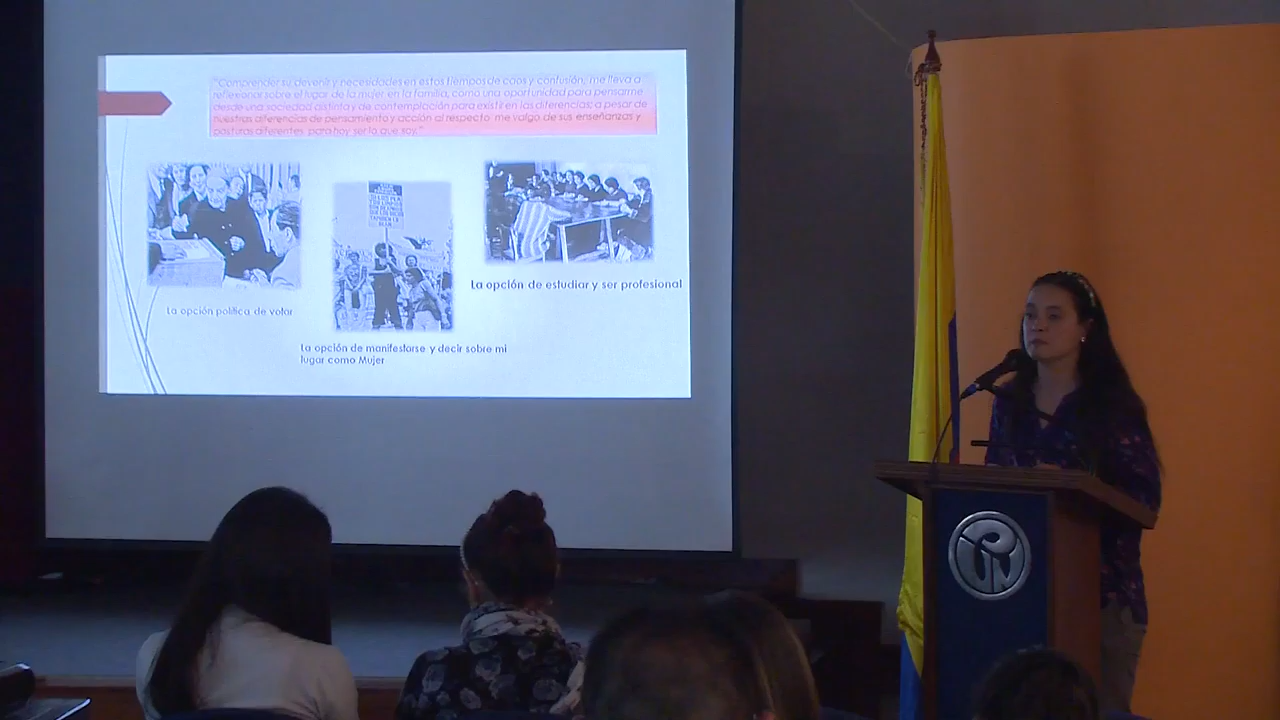 "Comprender su devenir y necesidades en estos tiempos de caos y confusión, me lleva a
reflexionar sobre el lugar de la mujer en la familia, como una oportunidad para pensarme
desde una sociedad distinta y de contemplación para existir en las diferencias; a pesar de
nuestras diferencias de pensamiento y acción al respecto me valgo de sus enseñanzas y
posturas diferentes para hoy ser lo que soy."
La opción de estudiar y ser profesional
La opción política de votar
La opción de manifestarse y decir sobre mi
lugar como Mujer